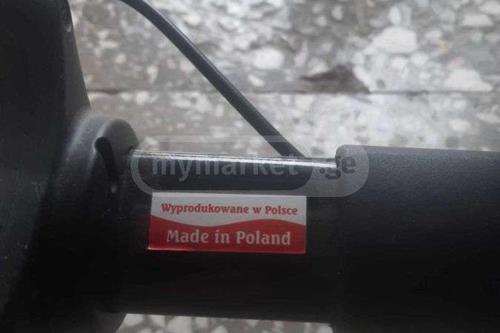 mymarket.ge
Wyprodukowane w Polsce
Made in Poland